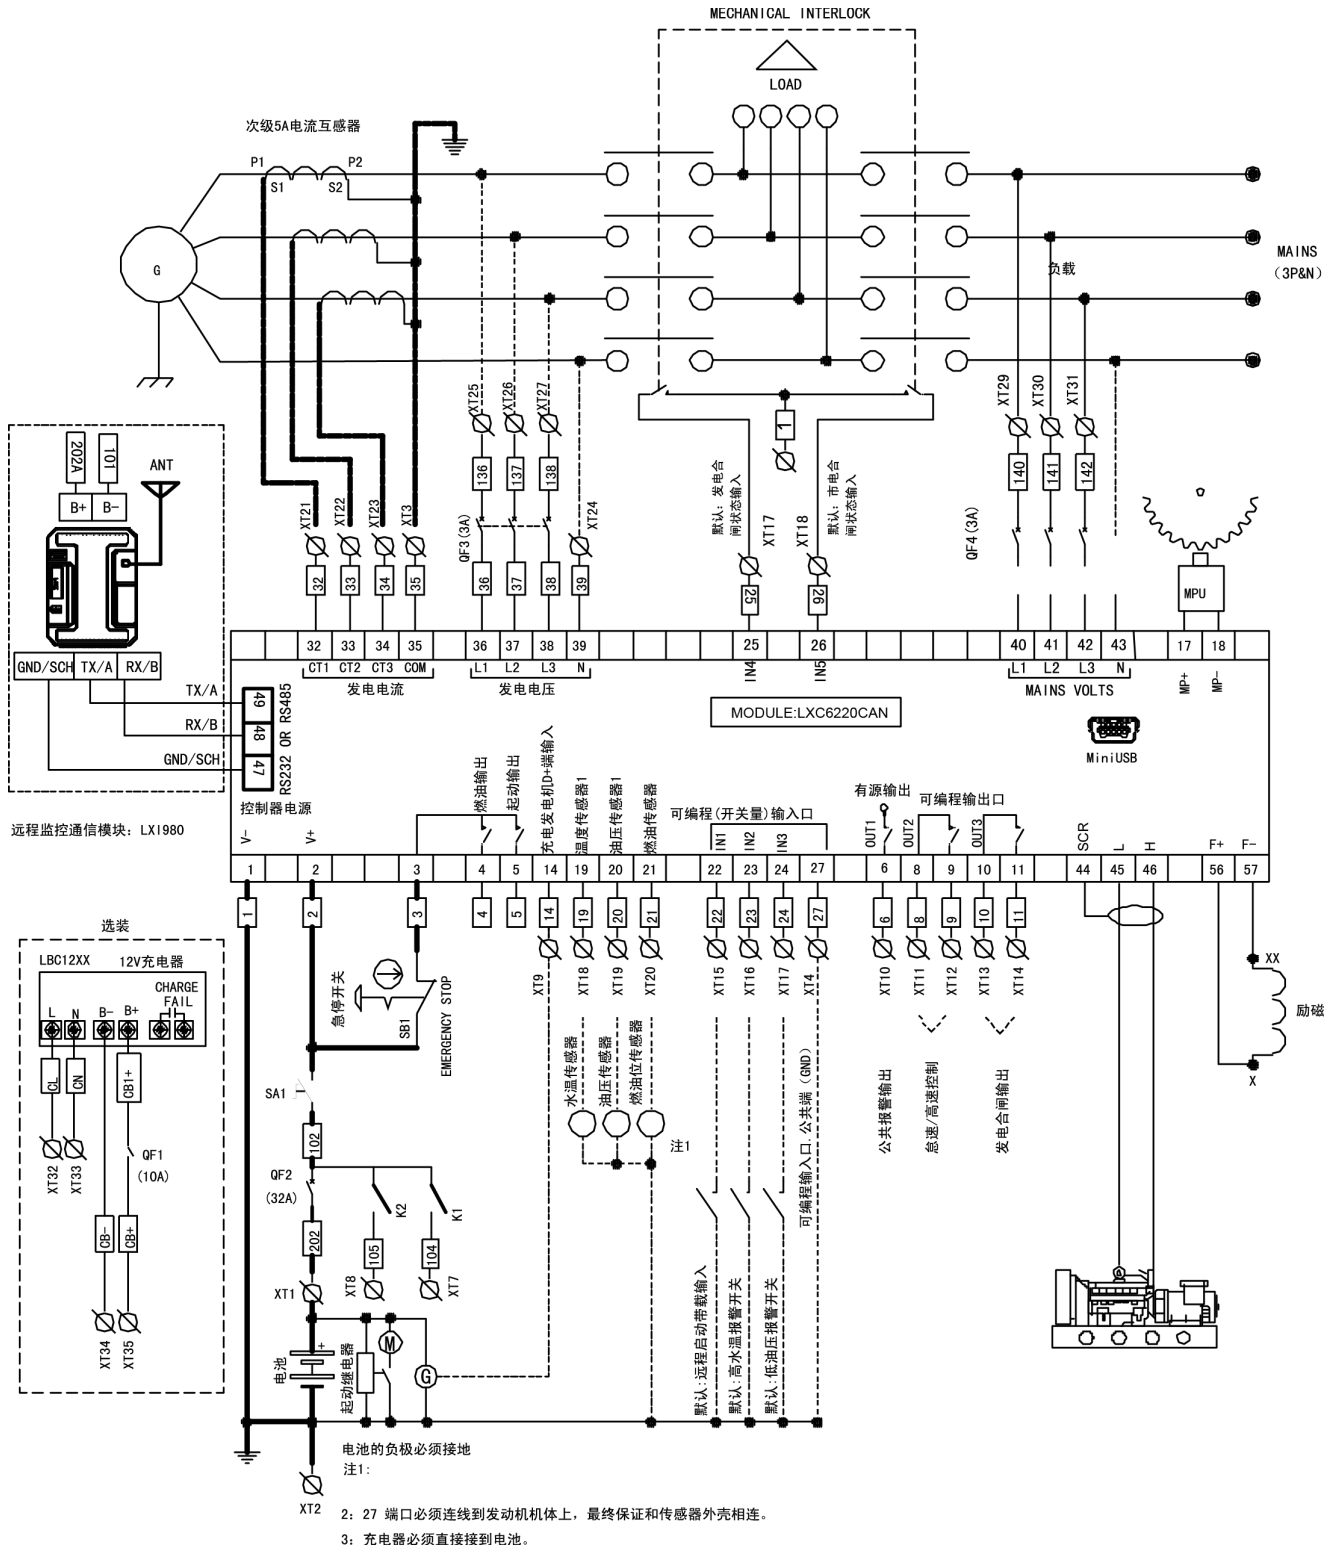 MECHANICAL INTERLOCK
LOAD
次级5A电流互感器
P1
P2
S1
S2
G
MAINS
(3P&N)
负载
XT25
XT26
XT27
XT29
XT30
XT31
136
137
138
1
140
141
142
202A
101
ANT
B+
B-
XT21
XT22
XT23
XT3
QF3(3A)
XT24
默认: 发电合
闸状态输入
XT17
XT18
默认: 市电合
闸状态输入
QF4(3A)
32
33
34
35
36
37
38
39
25
26
MPU
32
33
34
35
36
37
38
39
25
26
40
41
42
43
17
18
CT1
CT2
CT3
COM
L1
L2
L3
N
IN4
IN5
L1
L2
L3
N
MP+
MP-
发电电流
发电电压
MAINS VOLTS
GND/SCH
TX/A
RX/B
TX/A
RX/B
GND/SCH
49
48
47
RS232 OR RS485
MODULE:LXC6220CAN
MiniUSB
远程监控通信模块: LXI980
控制器电源
V-
V+
燃油输出
起动输出
充电发电机D+端输入
温度传感器1
油压传感器1
燃油传感器
可编程(开关量)输入口
IN1
IN2
IN3
有源输出
可编程输出口
OUT1
OUT2
OUT3
SCR
L
H
F+
F-
1
2
3
4
5
14
19
20
21
22
23
24
27
6
8
9
10
11
44
45
46
56
57
1
2
3
4
5
14
19
20
21
22
23
24
27
6
8
9
10
11
XT9
XT18
XT19
XT20
XT15
XT16
XT17
XT4
XT10
XT11
XT12
XT13
XT14
XX
励磁
X
选装
LBC12XX
12V充电器
CHARGE
FAIL
L
N
B-
B+
CL
CN
CB1+
XT32
XT33
QF1
(10A)
CB-
CB+
XT34
XT35
急停开关
SB1
EMERGENCY STOP
SA1
102
QF2
(32A)
202
K2
K1
105
104
XT1
XT8
XT7
水温传感器
油压传感器
燃油位传感器
注1
可编程输入口.公共端 (GND)
公共报警输出
怠速/高速控制
发电合闸输出
默认:远程启动带载输入
默认:高水温报警开关
默认:低油压报警开关
电池
+
起动继电器
M
G
电池的负极必须接地
注1:
XT2
2: 27 端口必须连线到发动机机体上, 最终保证和传感器外壳相连。
3: 充电器必须直接接到电池。